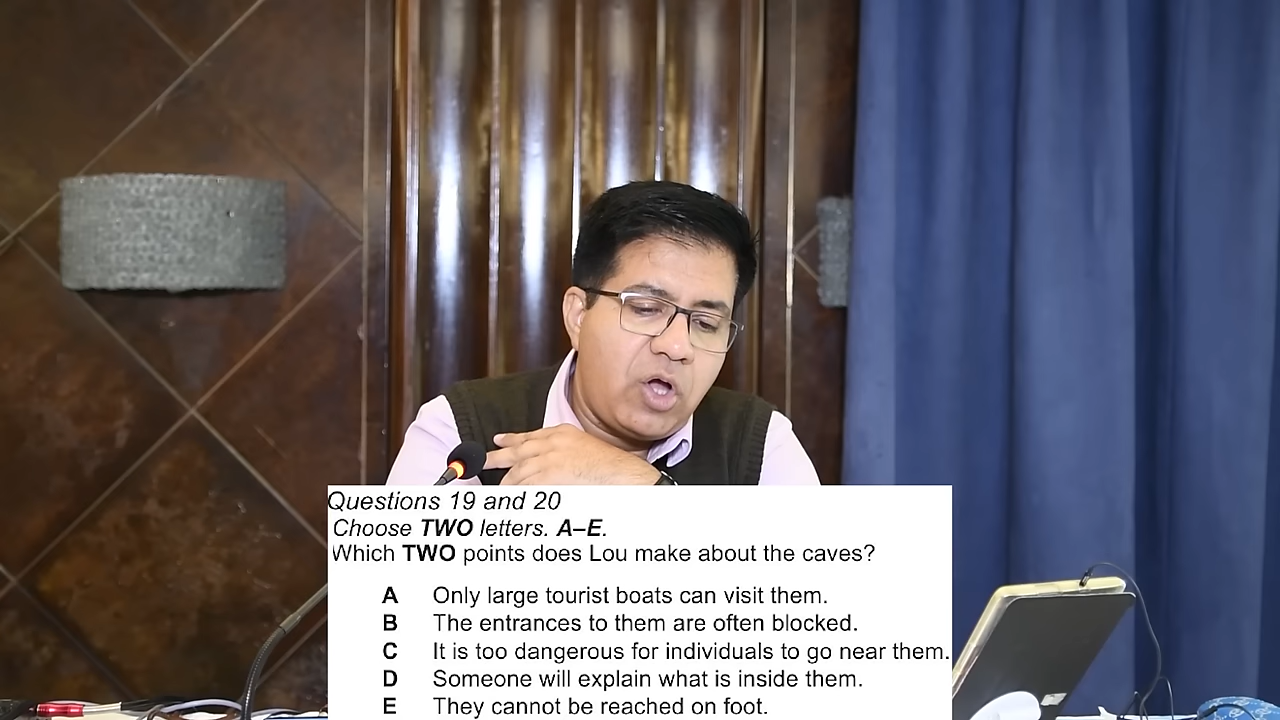 Questions 19 and 20
Choose TWO letters. A–E.
Which TWO points does Lou make about the caves?
A Only large tourist boats can visit them.
B The entrances to them are often blocked.
C It is too dangerous for individuals to go near them.
D Someone will explain what is inside them.
E They cannot be reached on foot.